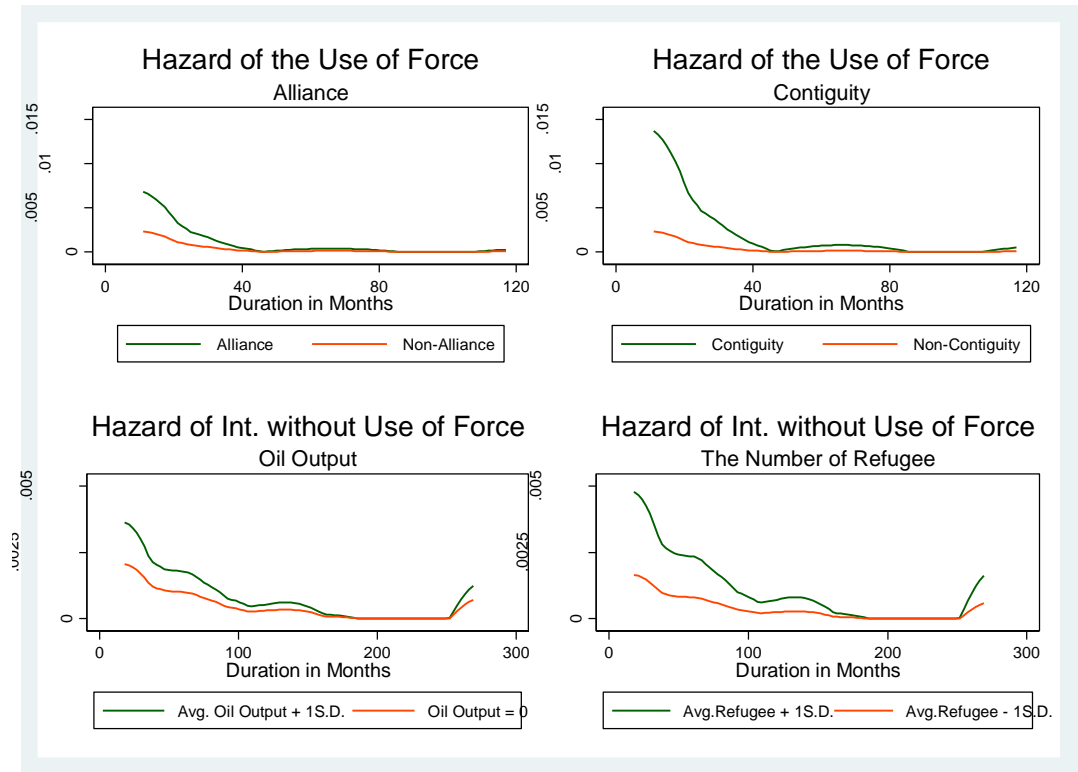 Hazard of the Use of Force
Alliance
.015
.01
.005
0
0 40 80 120
Duration in Months
Alliance Non-Alliance
Hazard of the Use of Force
Contiguity
.015
.01
.005
0
0 40 80 120
Duration in Months
Contiguity Non-Contiguity
Hazard of Int. without Use of Force
Oil Output
.005
.0025
0
0 100 200 300
Duration in Months
Avg. Oil Output + 1S.D. Oil Output = 0
Hazard of Int. without Use of Force
The Number of Refugee
.005
.0025
0
0 100 200 300
Duration in Months
Avg.Refugee + 1S.D. Avg.Refugee - 1S.D.